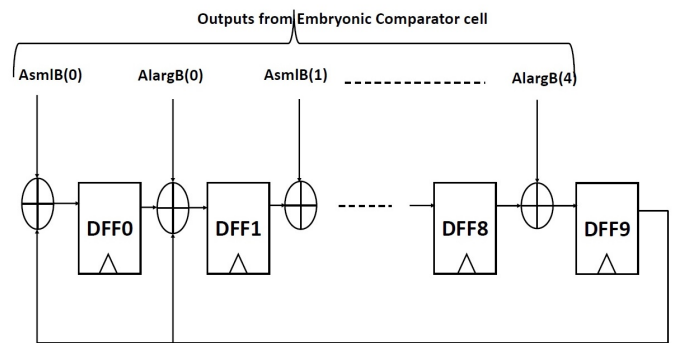 Outputs from Embryonic Comparator cell
AsmlB(0) AlargB(0) AsmlB(1) AlargB(4)
DFF0 DFF1 DFF8 DFF9